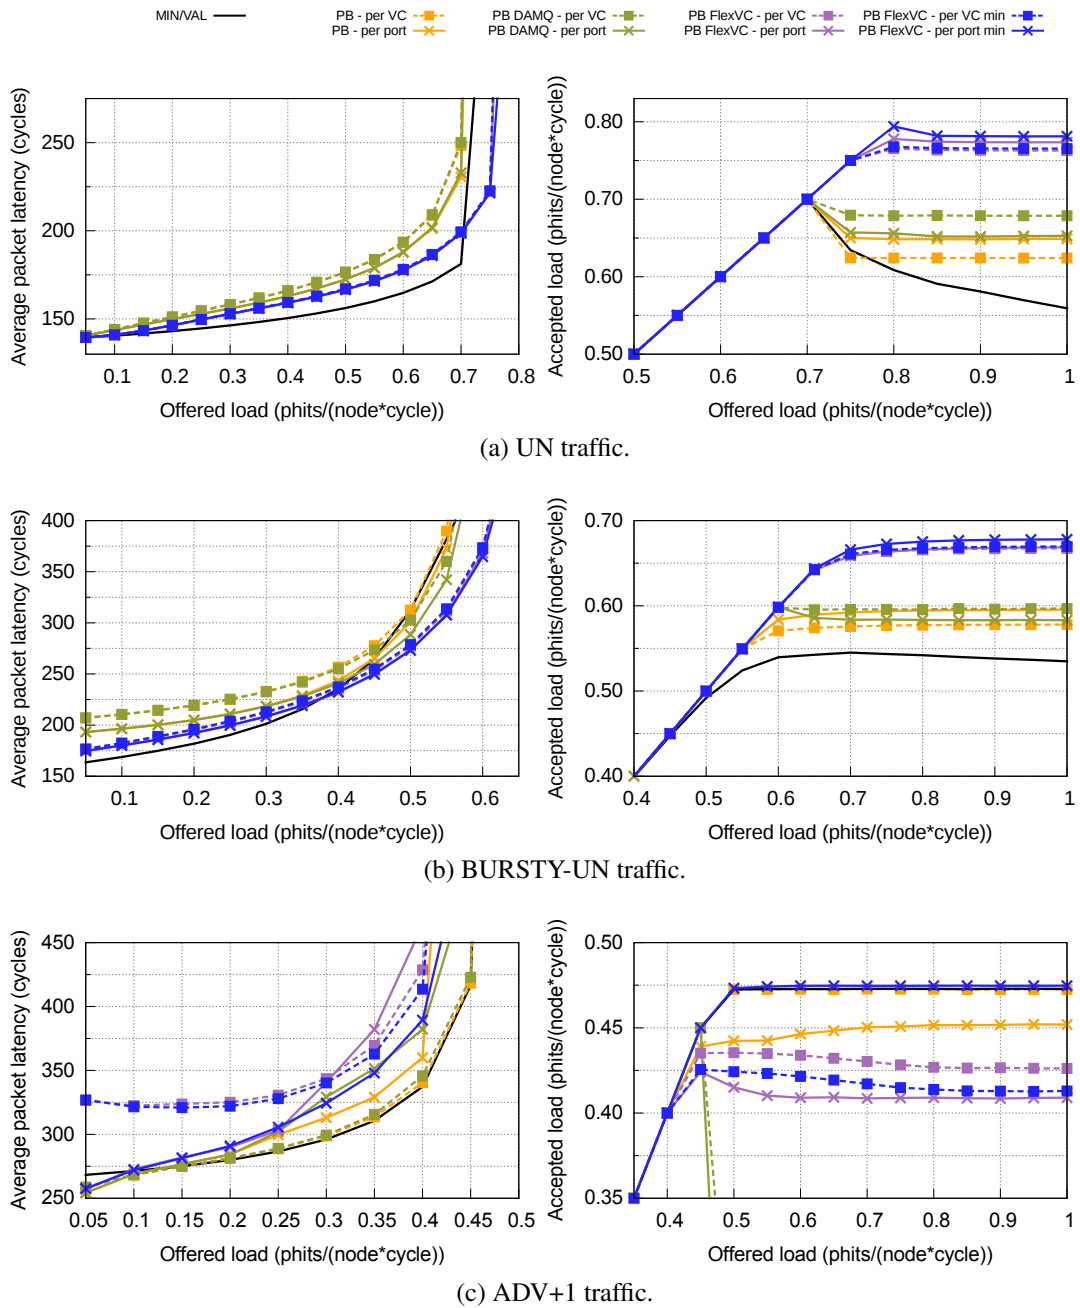 MIN/VAL
PB - per VC
PB - per port
PB DAMQ - per VC
PB DAMQ - per port
PB FlexVC - per VC
PB FlexVC - per port
PB FlexVC - per VC min
PB FlexVC - per port min
Average packet latency (cycles)
250
200
150
0.1 0.2 0.3 0.4 0.5 0.6 0.7 0.8
Offered load (phits/(node*cycle))
Accepted load (phits/(node*cycle))
0.80
0.70
0.60
0.50
0.5 0.6 0.7 0.8 0.9 1
Offered load (phits/(node*cycle))
(a) UN traffic.
Average packet latency (cycles)
400
350
300
250
200
150
0.1 0.2 0.3 0.4 0.5 0.6
Offered load (phits/(node*cycle))
Accepted load (phits/(node*cycle))
0.70
0.60
0.50
0.40
0.4 0.5 0.6 0.7 0.8 0.9 1
Offered load (phits/(node*cycle))
(b) BURSTY-UN traffic.
Average packet latency (cycles)
450
400
350
300
250
0.05 0.1 0.15 0.2 0.25 0.3 0.35 0.4 0.45 0.5
Offered load (phits/(node*cycle))
Accepted load (phits/(node*cycle))
0.50
0.45
0.40
0.35
0.4 0.5 0.6 0.7 0.8 0.9 1
Offered load (phits/(node*cycle))
(c) ADV+1 traffic.